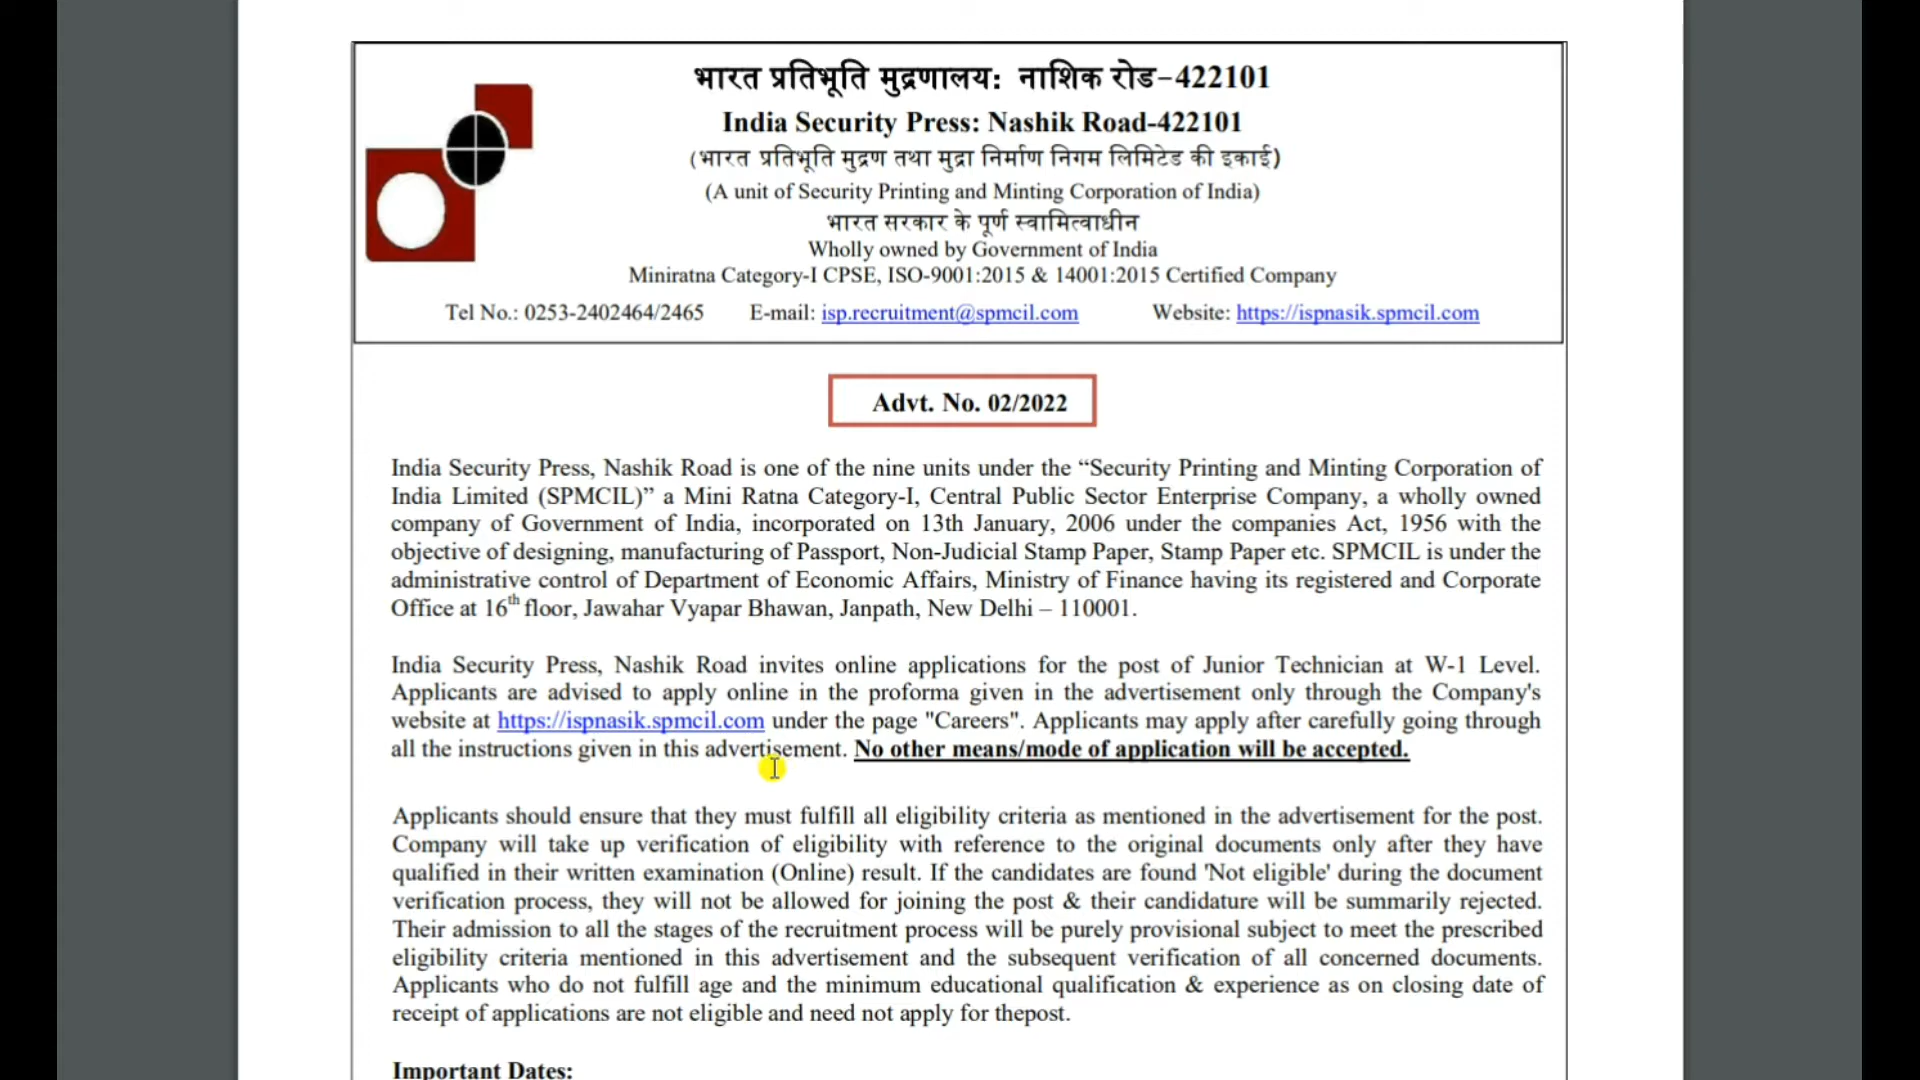 भारत प्रतिभूति मुद्रणालय: नाशिक रोड-422101
India Security Press: Nashik Road-422101
(भारत प्रतिभूति मुद्रण तथा मुद्रा निर्माण निगम लिमिटेड की इकाई)
(A unit of Security Printing and Minting Corporation of India)
भारत सरकार के पूर्ण स्वामित्वाधीन
Wholly owned by Government of India
Miniratna Category-I CPSE, ISO-9001:2015 & 14001:2015 Certified Company
Tel No.: 0253-2402464/2465 E-mail: isp.recruitment@spmcil.com Website: https://ispnasik.spmcil.com
Advt. No. 02/2022
India Security Press, Nashik Road is one of the nine units under the “Security Printing and Minting Corporation of
India Limited (SPMCIL)” a Mini Ratna Category-I, Central Public Sector Enterprise Company, a wholly owned
company of Government of India, incorporated on 13th January, 2006 under the companies Act, 1956 with the
objective of designing, manufacturing of Passport, Non-Judicial Stamp Paper, Stamp Paper etc. SPMCIL is under the
administrative control of Department of Economic Affairs, Ministry of Finance having its registered and Corporate
Office at 16th floor, Jawahar Vyapar Bhawan, Janpath, New Delhi – 110001.
India Security Press, Nashik Road invites online applications for the post of Junior Technician at W-1 Level.
Applicants are advised to apply online in the proforma given in the advertisement only through the Company's
website at https://ispnasik.spmcil.com under the page "Careers". Applicants may apply after carefully going through
all the instructions given in this advertisement. No other means/mode of application will be accepted.
Applicants should ensure that they must fulfill all eligibility criteria as mentioned in the advertisement for the post.
Company will take up verification of eligibility with reference to the original documents only after they have
qualified in their written examination (Online) result. If the candidates are found 'Not eligible' during the document
verification process, they will not be allowed for joining the post & their candidature will be summarily rejected.
Their admission to all the stages of the recruitment process will be purely provisional subject to meet the prescribed
eligibility criteria mentioned in this advertisement and the subsequent verification of all concerned documents.
Applicants who do not fulfill age and the minimum educational qualification & experience as on closing date of
receipt of applications are not eligible and need not apply for thepost.
Important Dates: